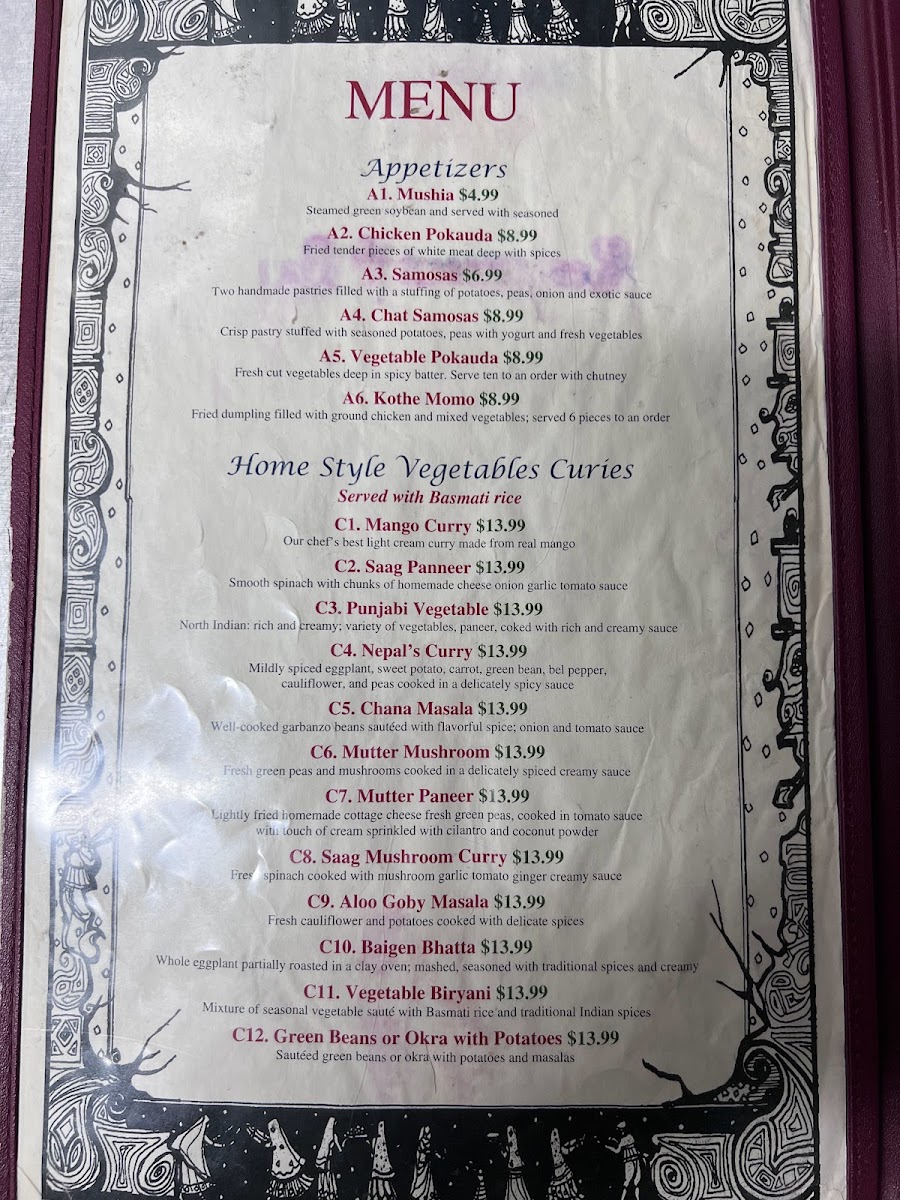 MENU
Appetizers
A1. Mushia $4.99
Steamed green soybean and served with seasoned
A2. Chicken Pokauda $8.99
Fried tender pieces of white meat deep with spices
A3. Samosas $6.99
Two handmade pastries filled with a stuffing of potatoes, peas, onion and exotic sauce
A4. Chat Samosas $8.99
Crisp pastry stuffed with seasoned potatoes, peas with yogurt and fresh vegetables
A5. Vegetable Pokauda $8.99
Fresh cut vegetables deep in spicy batter. Serve ten to an order with chutney
A6. Kothe Momo $8.99
Fried dumpling filled with ground chicken and mixed vegetables; served 6 pieces to an order
Home Style Vegetables Curies
Served with Basmati rice
C1. Mango Curry $13.99
Our chef's best light cream curry made from real mango
C2. Saag Panneer $13.99
Smooth spinach with chunks of homemade cheese onion garlic tomato sauce
C3. Punjabi Vegetable $13.99
North Indian: rich and creamy; variety of vegetables, paneer, coked with rich and creamy sauce
C4. Nepal's Curry $13.99
Mildly spiced eggplant, sweet potato, carrot, green bean, bel pepper,
cauliflower, and peas cooked in a delicately spicy sauce
C5. Chana Masala $13.99
Well-cooked garbanzo beans sautéed with flavorful spice; onion and tomato sauce
C6. Mutter Mushroom $13.99
Fresh green peas and mushrooms cooked in a delicately spiced creamy sauce
C7. Mutter Paneer $13.99
Lightly fried homemade cottage cheese fresh green peas, cooked in tomato sauce
with touch of cream sprinkled with cilantro and coconut powder
C8. Saag Mushroom Curry $13.99
Fresh spinach cooked with mushroom garlic tomato ginger creamy sauce
C9. Aloo Goby Masala $13.99
Fresh cauliflower and potatoes cooked with delicate spices
C10. Baigen Bhatta $13.99
Whole eggplant partially roasted in a clay oven; mashed, seasoned with traditional spices and creamy
C11. Vegetable Biryani $13.99
Mixture of seasonal vegetable sauté with Basmati rice and traditional Indian spices
C12. Green Beans or Okra with Potatoes $13.99
Sautéed green beans or okra with potatoes and masalas